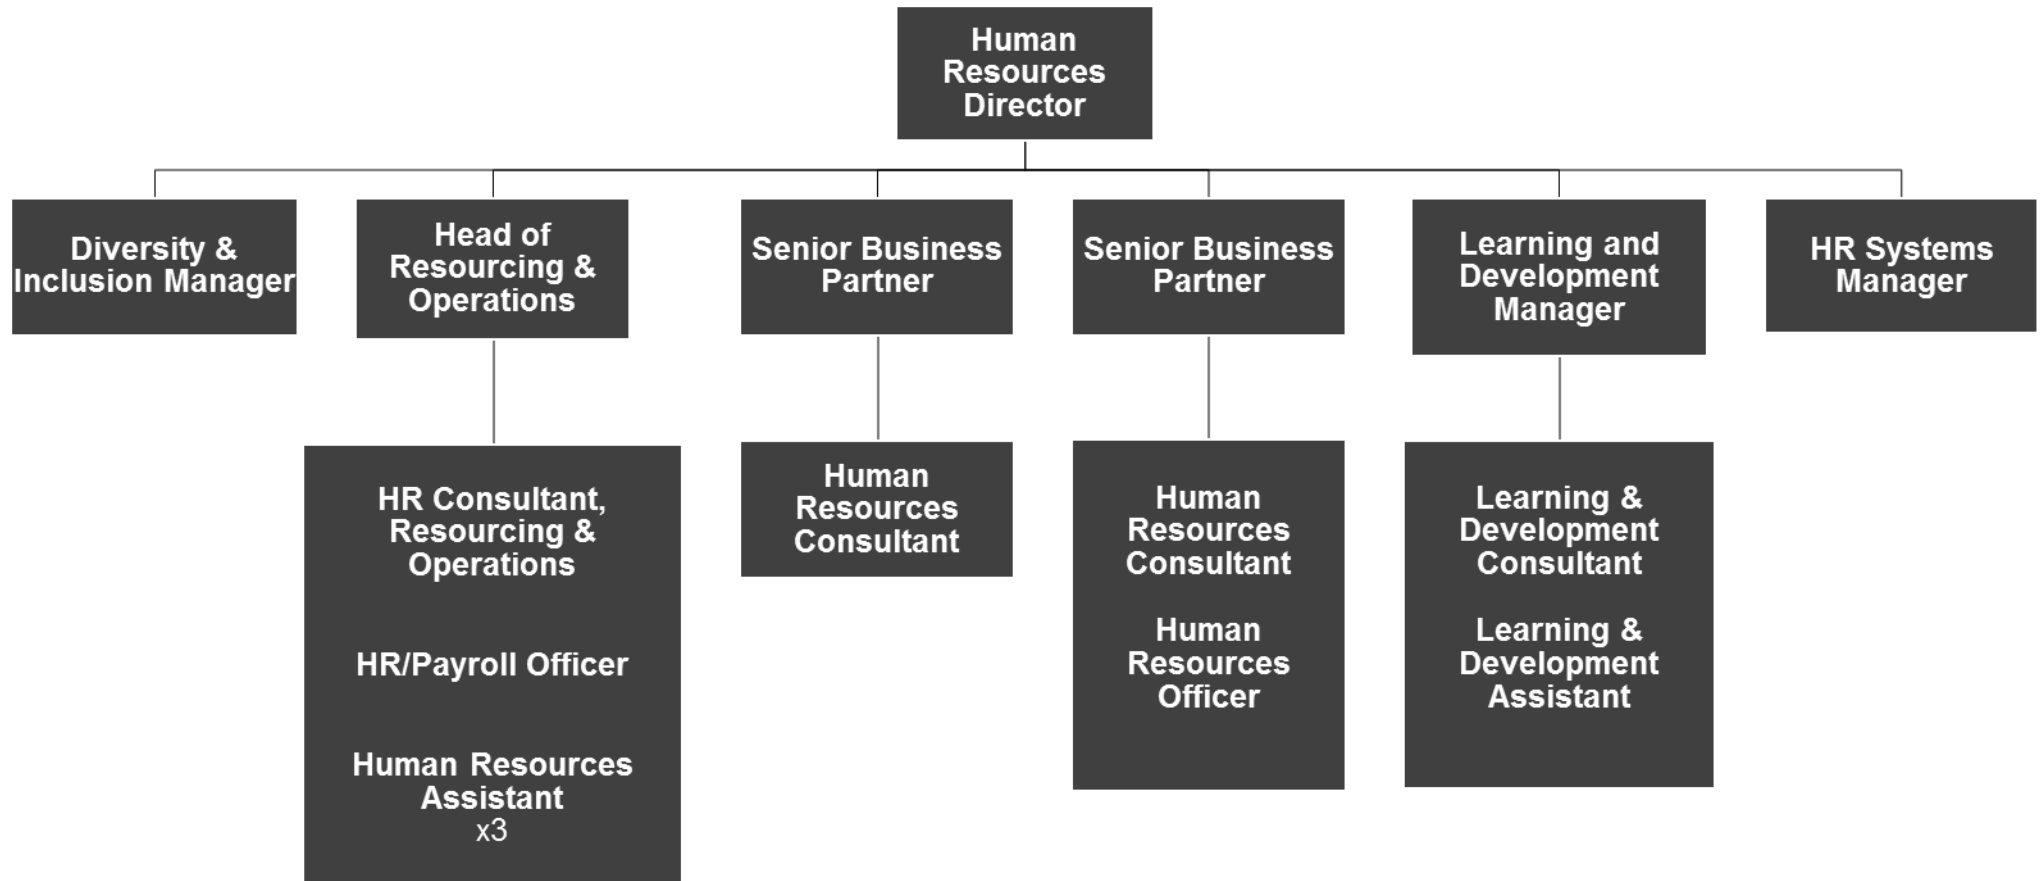 Human
Resources
Director
Diversity &
Inclusion Manager
Head of
Resourcing &
Operations
Senior Business
Partner
Senior Business
Partner
Learning and
Development
Manager
HR Systems
Manager
HR Consultant,
Resourcing &
Operations
HR/Payroll Officer
Human Resources
Assistant
x3
Human
Resources
Consultant
Human
Resources
Consultant
Human
Resources
Officer
Learning &
Development
Consultant
Learning &
Development
Assistant